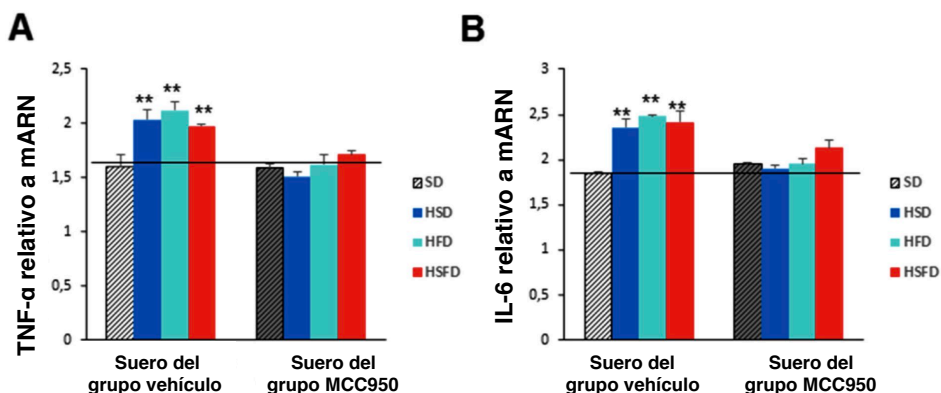 A
TNF-α relativo a mARN
2,5
2
1,5
1
0,5
0
** ** **
Suero del
grupo vehículo
Suero del
grupo MCC950
SD
HSD
HFD
HSFD
B
IL-6 relativo a mARN
3
2,5
2
1,5
1
0,5
0
** ** **
Suero del
grupo vehículo
Suero del
grupo MCC950
SD
HSD
HFD
HSFD